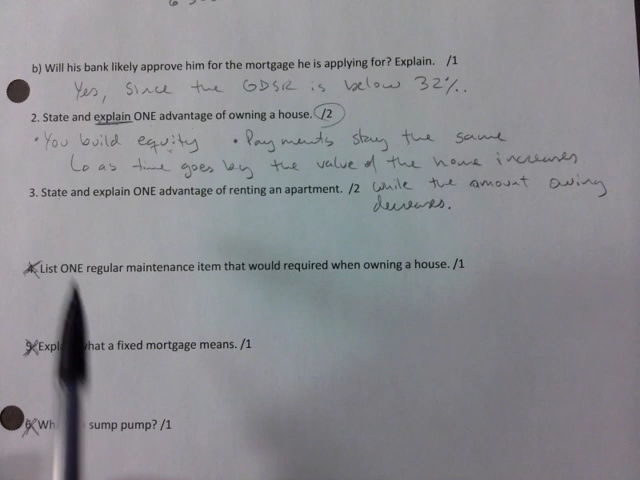 b) Will his bank likely approve him for the mortgage he is applying for? Explain. /1
Yes, Since the GDSR is below 32%.
2. State and explain ONE advantage of owning a house. /2
• You build equity • Payments stay the same
as time goes by the value of the home increases
3. State and explain ONE advantage of renting an apartment. /2 while the amount owing
decreases.
4. List ONE regular maintenance item that would required when owning a house. /1
5. Expl hat a fixed mortgage means. /1
6. Wh sump pump? /1